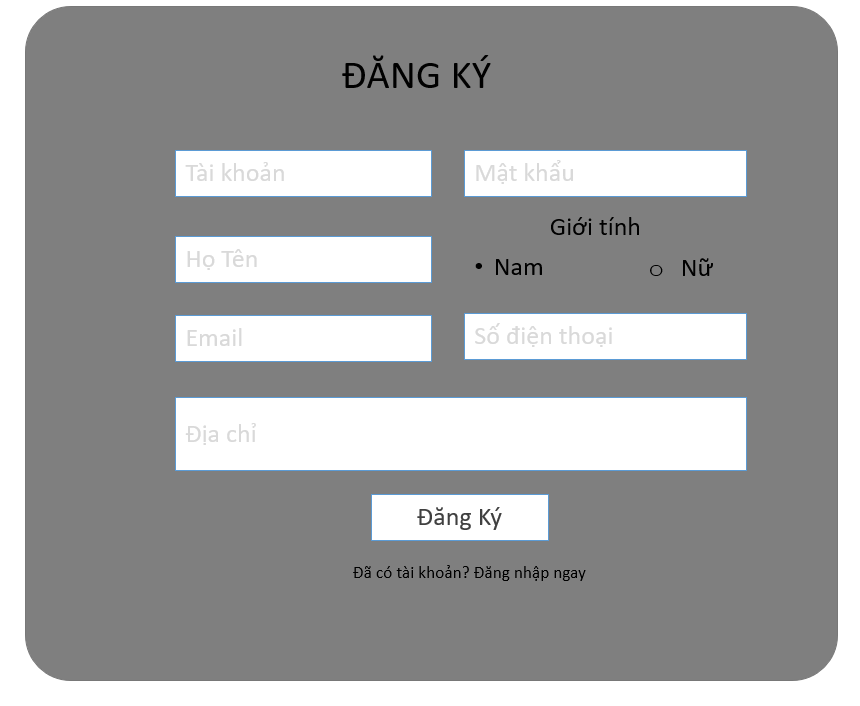 ĐĂNG KÝ
Tài khoản
Mật khẩu
Họ Tên
Giới tính
• Nam
o Nữ
Email
Số điện thoại
Địa chỉ
Đăng Ký
Đã có tài khoản? Đăng nhập ngay